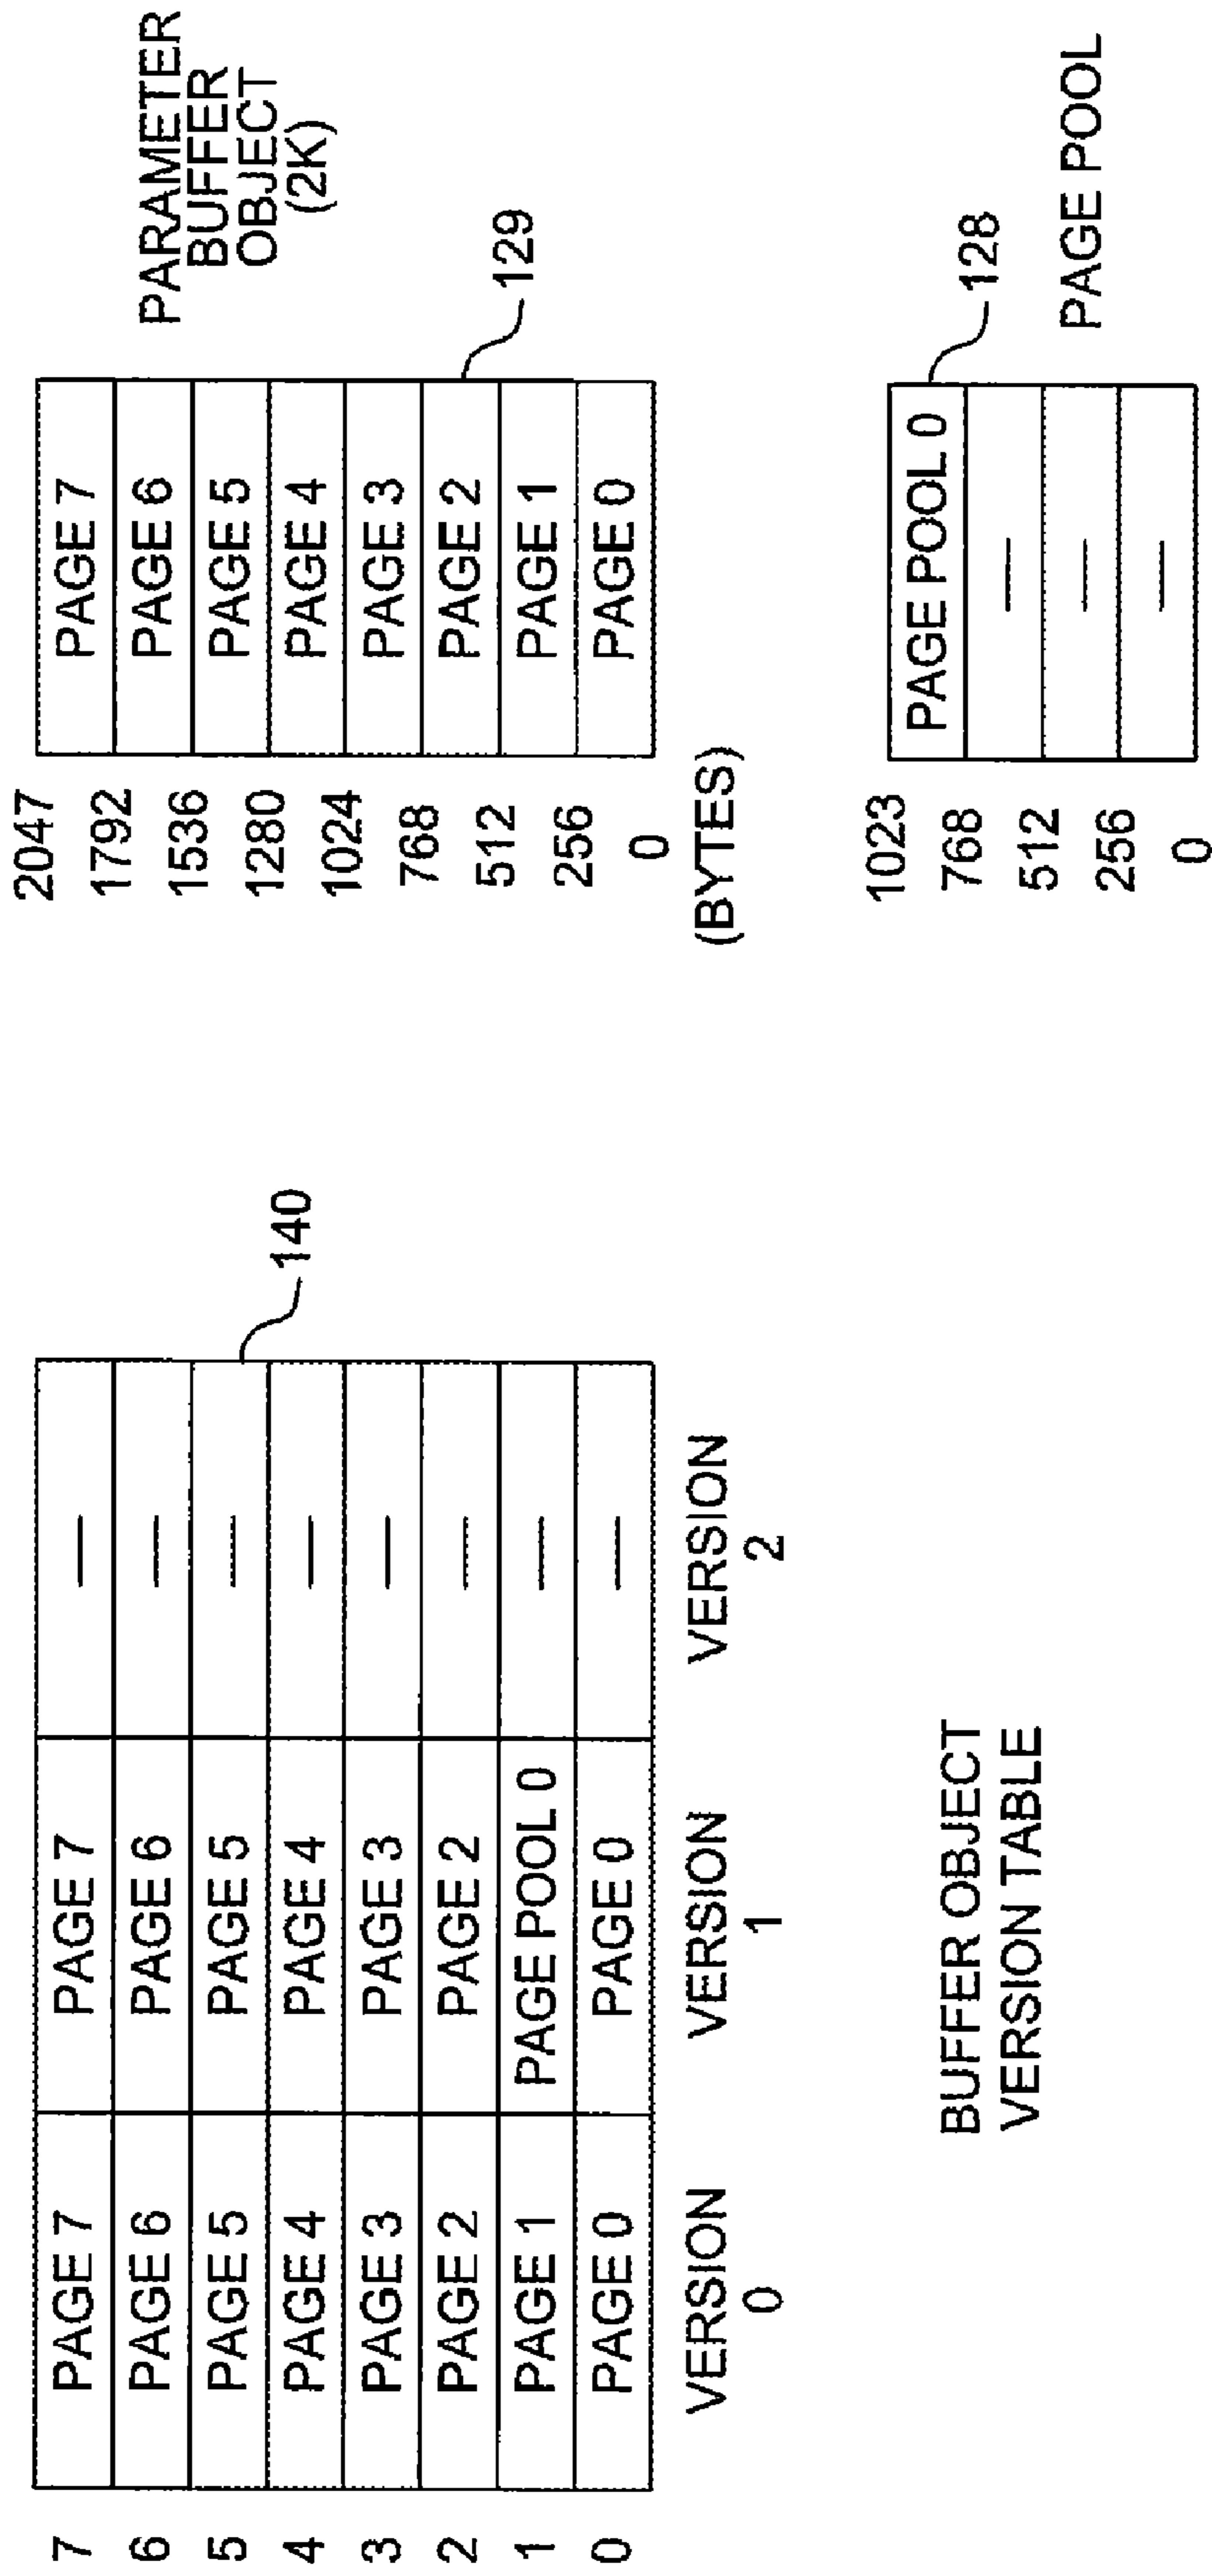 7 PAGE 7 PAGE 7 —
6 PAGE 6 PAGE 6 —
5 PAGE 5 PAGE 5 —
4 PAGE 4 PAGE 4 —
3 PAGE 3 PAGE 3 —
2 PAGE 2 PAGE 2 —
1 PAGE 1 PAGE POOL 0 —
0 PAGE 0 PAGE 0 —
VERSION VERSION VERSION
0 1 2
140
BUFFER OBJECT
VERSION TABLE
2047
PAGE 7
1792
PAGE 6
1536
PAGE 5
1280
PAGE 4
1024
PAGE 3
768
PAGE 2
512
PAGE 1
256
PAGE 0
0
(BYTES)
PARAMETER
BUFFER
OBJECT
(2K)
129
1023
PAGE POOL 0
768
—
512
—
256
—
0
128
PAGE POOL